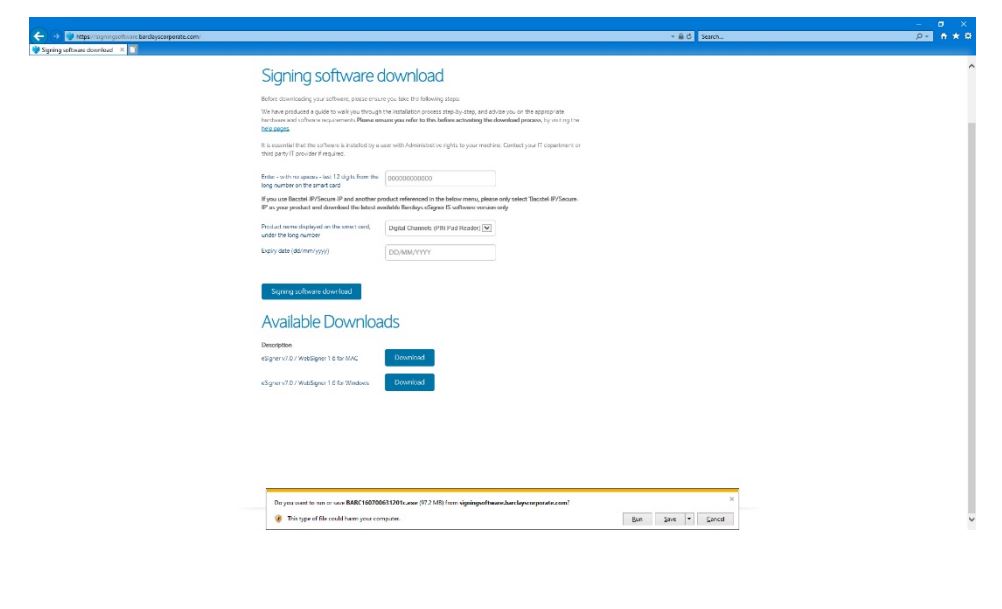 https://signingsoftware.barclayscorporate.com/
Search...
Signing software download
Signing software download
Before downloading your software, please ensure you take the following steps:
We have produced a guide to walk you through the installation process step-by-step, and advise you on the appropriate
hardware and software requirements. Please ensure you refer to this before activating the download process, by visiting the
help pages.
It is essential that the software is installed by a user with Administrative rights to your machine. Contact your IT department or
third party IT provider if required.
Enter - with no spaces - last 12 digits from the
long number on the smart card
000000000000
If you use Bacstel IP/Secure IP and another product referenced in the below menu, please only select 'Bacstel IP/Secure-
IP' as your product and download the latest available Barclays eSigner IS software version only
Product name displayed on the smart card,
under the long number
Digital Channels (PIN Pad Reader)
Expiry date (dd/mm/yyyy)
DD/MM/YYYY
Signing software download
Available Downloads
Description
eSigner v7.0 / WebSigner 1.6 for MAC
Download
eSigner v7.0 / WebSigner 1.6 for Windows
Download
Do you want to run or save BARC160700631201c.exe (97.2 MB) from signingsoftware.barclayscorporate.com?
This type of file could harm your computer.
Run
Save
Cancel